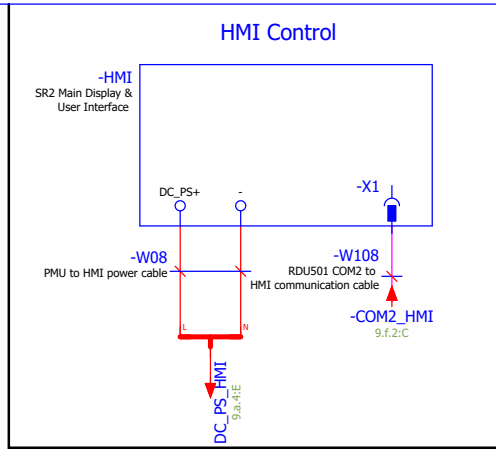 HMI Control
-HMI
SR2 Main Display &
User Interface
DC_PS+
-
-X1
-W08
PMU to HMI power cable
-W108
RDU501 COM2 to
HMI communication cable
-COM2_HMI
9.f.2:C
L
N
DC_PS_HMI
9.a.4:E